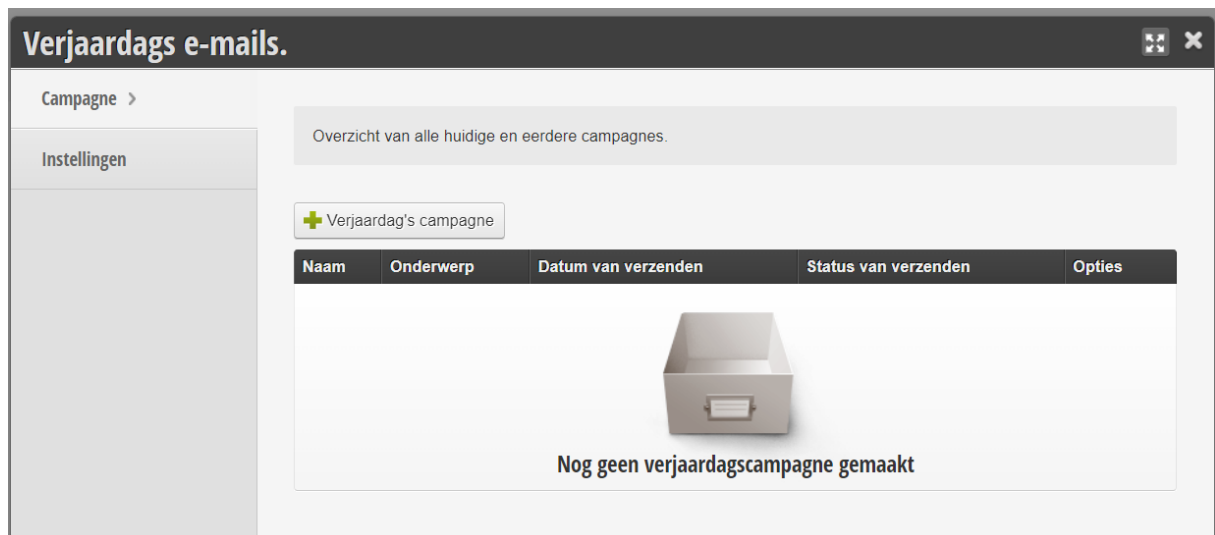 Verjaardags e-mails.
Campagne >
Instellingen
Overzicht van alle huidige en eerdere campagnes.
Verjaardag's campagne
Naam Onderwerp Datum van verzenden Status van verzenden Opties
Nog geen verjaardagscampagne gemaakt